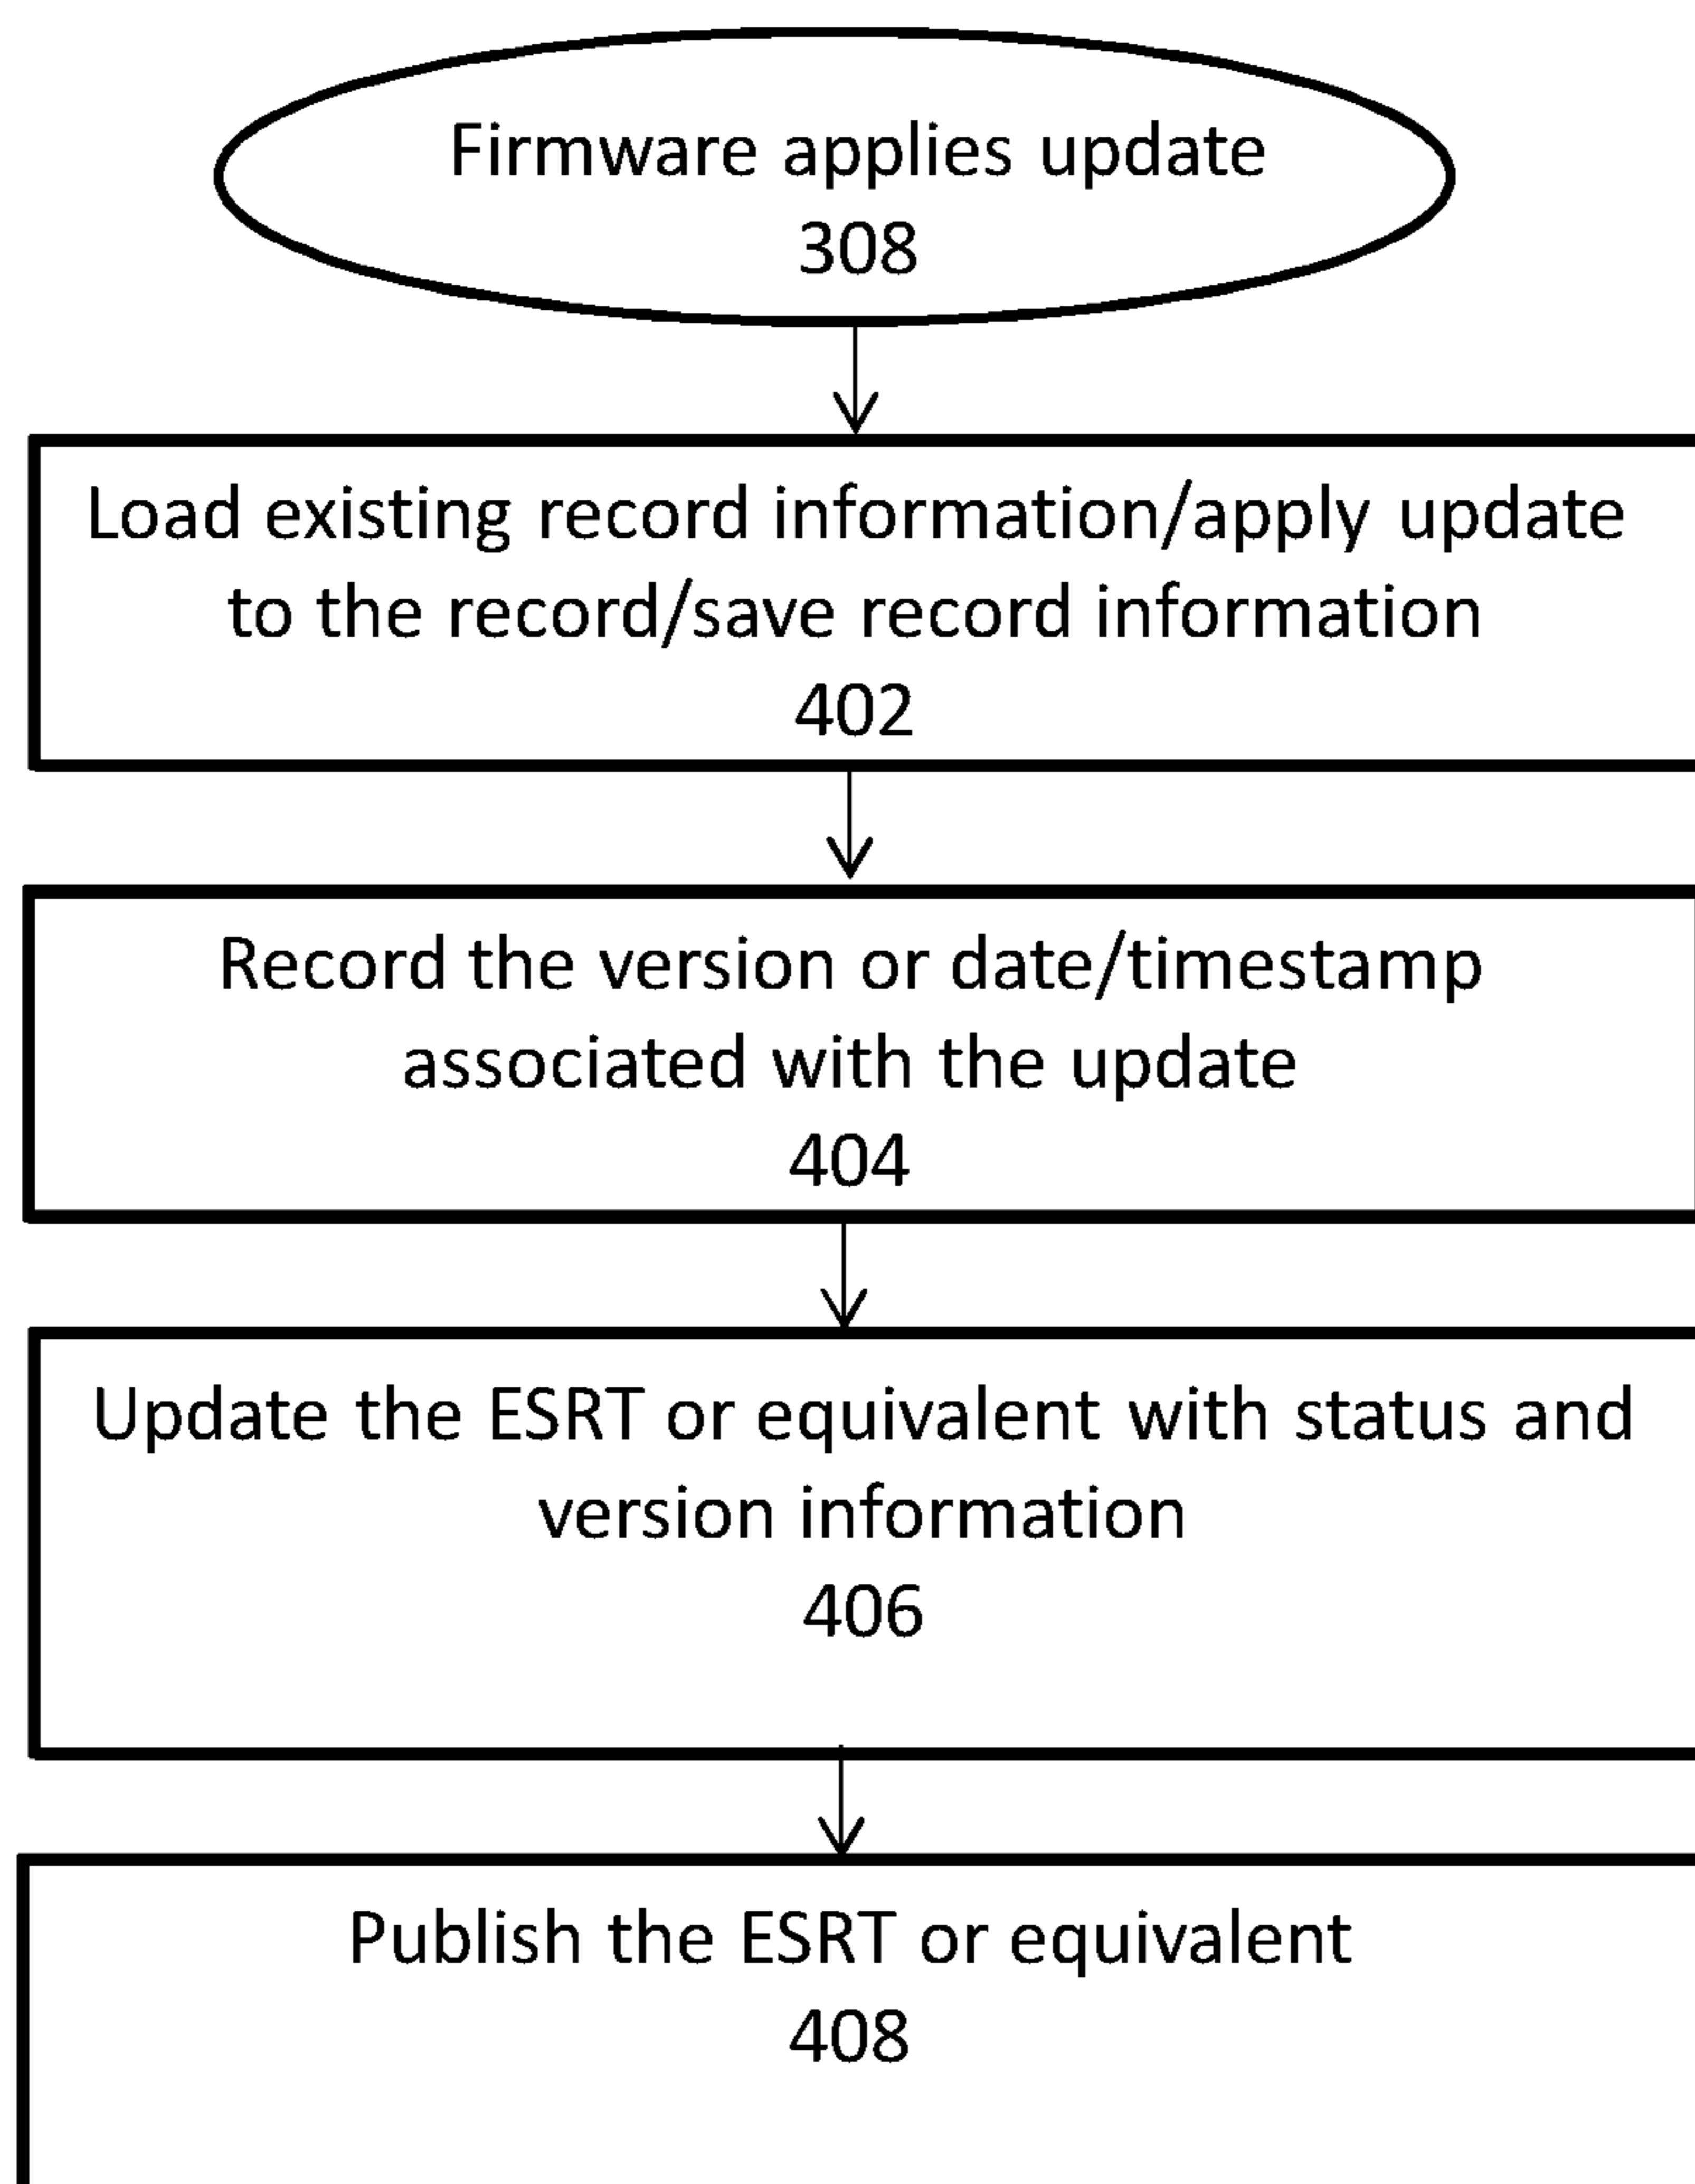 Firmware applies update
308
Load existing record information/apply update
to the record/save record information
402
Record the version or date/timestamp
associated with the update
404
Update the ESRT or equivalent with status and
version information
406
Publish the ESRT or equivalent
408